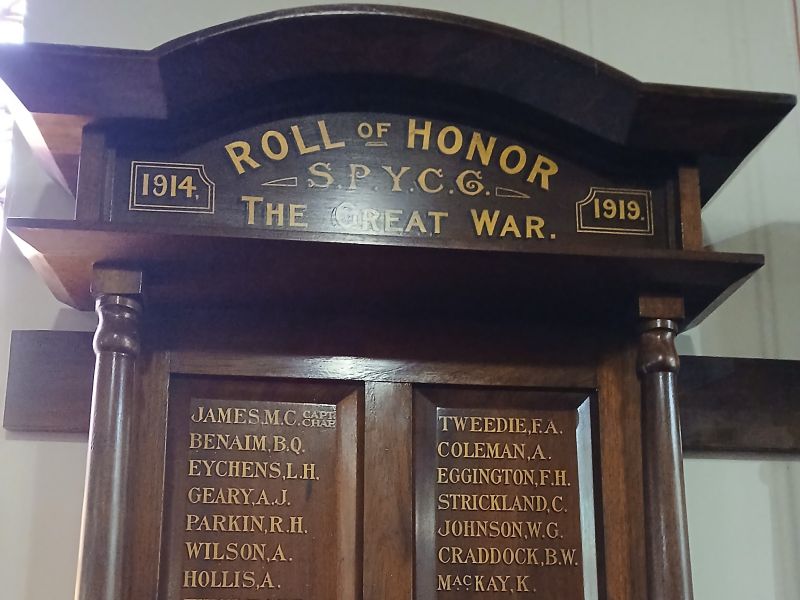 ROLL OF HONOR
S.P.Y.C.G.
1914.
THE GREAT WAR.
1919.
JAMES, M.C. CAPT. CHAP.
BENAIM, B.Q.
EYCHENS, L.H.
GEARY, A.J.
PARKIN, R.H.
WILSON, A.
HOLLIS, A.
TWEEDIE, F.A.
COLEMAN, A.
EGGINGTON, F.H.
STRICKLAND, C.
JOHNSON, W.G.
CRADDOCK, B.W.
MACKAY, K.